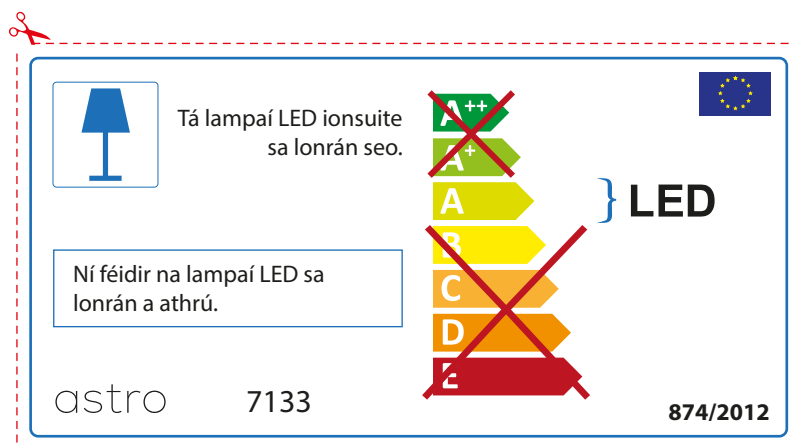 Tá lampaí LED ionsuite
sa lonrán seo.
A++
A+
A
B
C
D
E
LED
Ní féidir na lampaí LED sa
lonrán a athrú.
astro
7133
874/2012